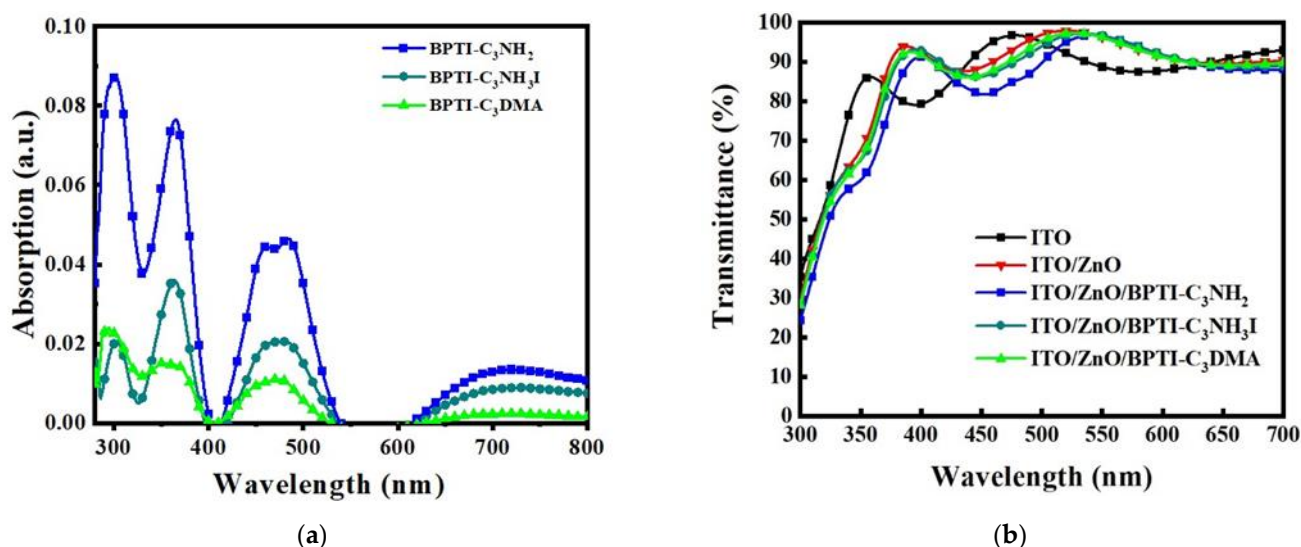 0.10
0.08
0.06
0.04
0.02
0.00
Absorption (a.u.)
BPTI-C₃NH₂
BPTI-C₃NH₃I
BPTI-C₃DMA
300 400 500 600 700 800
Wavelength (nm)
(a)
100
90
80
70
60
50
40
30
20
10
0
Transmittance (%)
ITO
ITO/ZnO
ITO/ZnO/BPTI-C₃NH₂
ITO/ZnO/BPTI-C₃NH₃I
ITO/ZnO/BPTI-C₃DMA
300 350 400 450 500 550 600 650 700
Wavelength (nm)
(b)